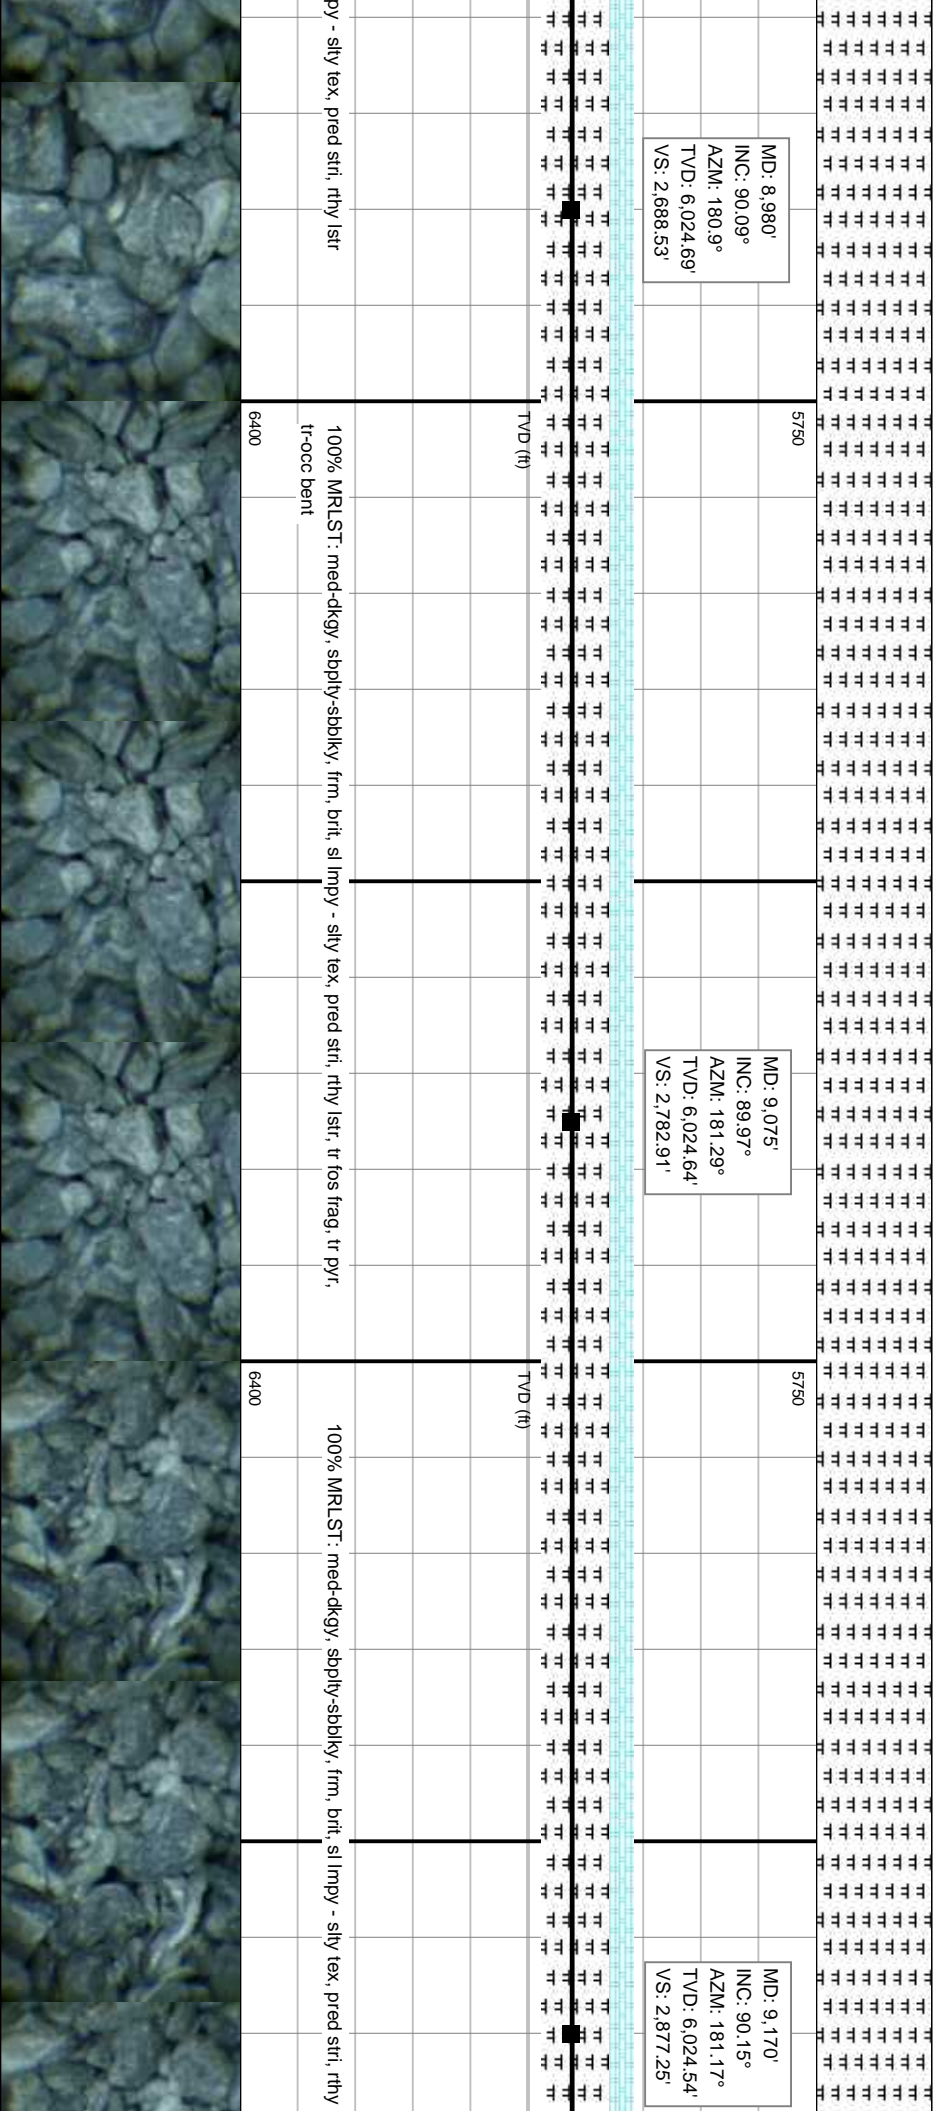 py - slty tex, pred stri, rthy lstr
MD: 8,980'
INC: 90.09°
AZM: 180.9°
TVD: 6,024.69'
VS: 2,688.53'
5750
TVD (ft)
6400
100% MRLST: med-dkgy, sbplty-sbblky, frm, brit, sl lmpy - slty tex, pred stri, rthy lstr, tr fos frag, tr pyr,
tr-occ bent
MD: 9,075'
INC: 89.97°
AZM: 181.29°
TVD: 6,024.64'
VS: 2,782.91'
5750
TVD (ft)
6400
100% MRLST: med-dkgy, sbplty-sbblky, frm, brit, sl lmpy - slty tex, pred stri, rthy
MD: 9,170'
INC: 90.15°
AZM: 181.17°
TVD: 6,024.54'
VS: 2,877.25'